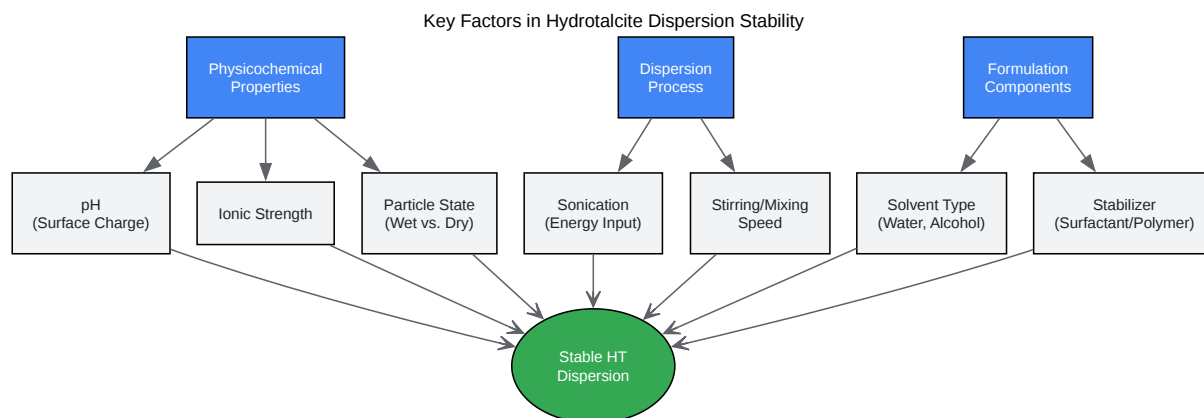 Key Factors in Hydrotalcite Dispersion Stability
Physicochemical
Properties
Dispersion
Process
Formulation
Components
pH
(Surface Charge)
Ionic Strength
Particle State
(Wet vs. Dry)
Sonication
(Energy Input)
Stirring/Mixing
Speed
Solvent Type
(Water, Alcohol)
Stabilizer
(Surfactant/Polymer)
Stable HT
Dispersion